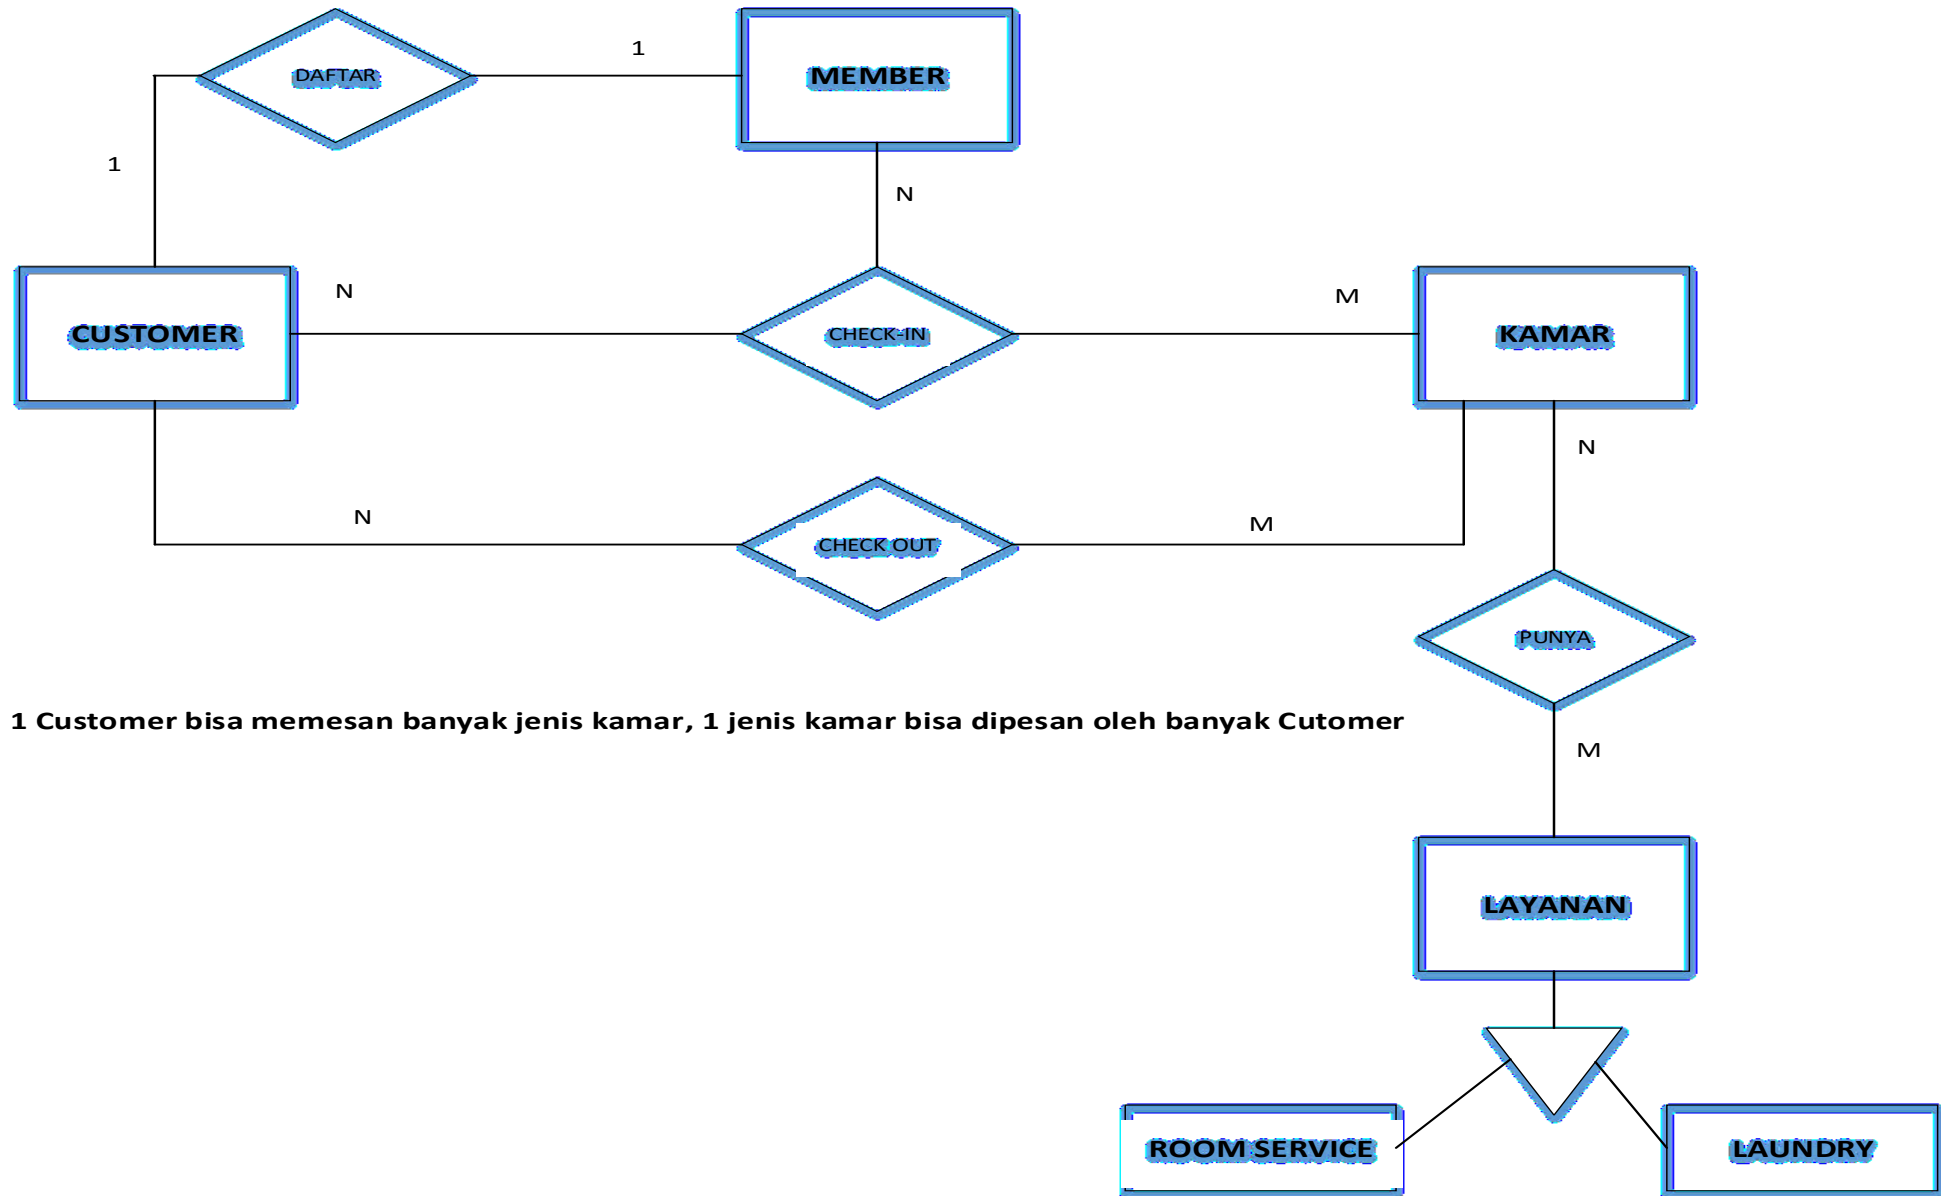 DAFTAR
1
MEMBER
1
N
CUSTOMER
N
CHECK-IN
M
KAMAR
N
N
CHECK OUT
M
PUNYA
1 Customer bisa memesan banyak jenis kamar, 1 jenis kamar bisa dipesan oleh banyak Cutomer
M
LAYANAN
ROOM SERVICE
LAUNDRY